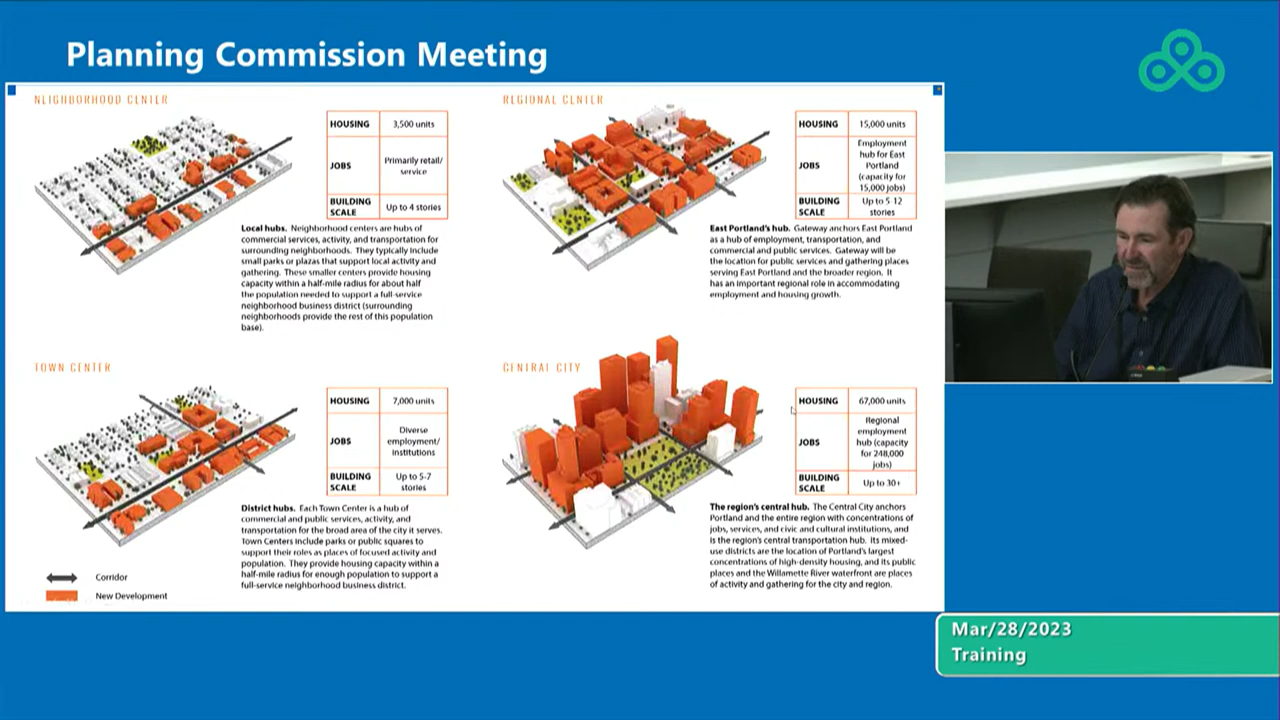 Planning Commission Meeting
NEIGHBORHOOD CENTER
HOUSING 3,500 units
JOBS Primarily retail/
service
BUILDING
SCALE Up to 4 stories
Local hubs. Neighborhood centers are hubs of
commercial services, activity, and transportation for
surrounding neighborhoods. They typically include
small parks or plazas that support local activity and
gathering. These smaller centers provide housing
capacity within a half-mile radius for about half
the population needed to support a full-service
neighborhood business district (surrounding
neighborhoods provide the rest of this population
base).
REGIONAL CENTER
HOUSING 15,000 units
JOBS Employment
hub for East
Portland
(capacity for
15,000 jobs)
BUILDING
SCALE Up to 5-12
stories
East Portland's hub. Gateway anchors East Portland
as a hub of employment, transportation, and
commercial and public services. Gateway will be
the location for public services and gathering places
serving East Portland and the broader region. It
has an important regional role in accommodating
employment and housing growth.
TOWN CENTER
HOUSING 7,000 units
JOBS Diverse
employment/
institutions
BUILDING
SCALE Up to 5-7
stories
District hubs. Each Town Center is a hub of
commercial and public services, activity, and
transportation for the broad area of the city it serves.
Town Centers include parks or public squares to
support their roles as places of focused activity and
population. They provide housing capacity within a
half-mile radius for enough population to support a
full-service neighborhood business district.
Corridor
New Development
CENTRAL CITY
HOUSING 67,000 units
JOBS Regional
employment
hub (capacity
for 248,000
jobs)
BUILDING
SCALE Up to 30+
The region's central hub. The Central City anchors
Portland and the entire region with concentrations of
jobs, services, and civic and cultural institutions, and
is the region's central transportation hub. Its mixed-
use districts are the location of Portland's largest
concentrations of high-density housing, and its public
places and the Willamette River waterfront are places
of activity and gathering for the city and region.
Mar/28/2023
Training